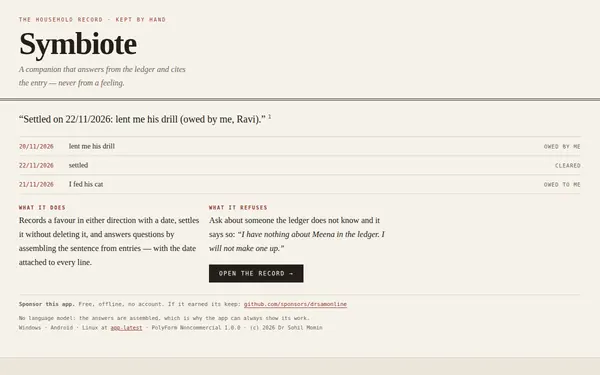 THE HOUSEHOLD RECORD · KEPT BY HAND
Symbiote
A companion that answers from the ledger and cites
the entry — never from a feeling.
“Settled on 22/11/2026: lent me his drill (owed by me, Ravi).” 1
20/11/2026 lent me his drill OWED BY ME
22/11/2026 settled CLEARED
21/11/2026 I fed his cat OWED TO ME
WHAT IT DOES
Records a favour in either direction with a date, settles
it without deleting it, and answers questions by
assembling the sentence from entries — with the date
attached to every line.
WHAT IT REFUSES
Ask about someone the ledger does not know and it
says so: “I have nothing about Meena in the ledger. I
will not make one up.”
OPEN THE RECORD →
Sponsor this app. Free, offline, no account. If it earned its keep: github.com/sponsors/drsamonline
No language model: the answers are assembled, which is why the app can always show its work.
Windows · Android · Linux at app-latest · PolyForm Noncommercial 1.0.0 · (c) 2026 Dr Sohil Momin